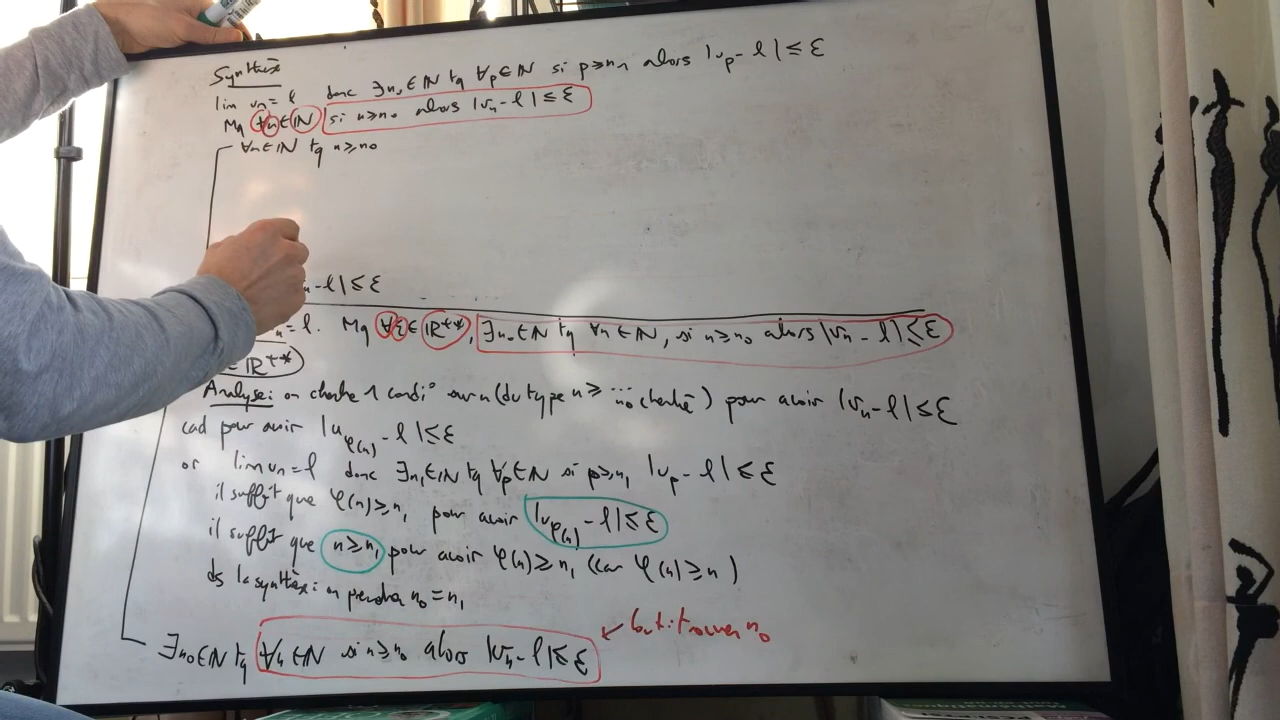 Synthèse
lim un = l donc ∃n₁∈ℕ tq ∀p∈ℕ si p≥n₁ alors |up - l| ≤ ε
Mq ∀n∈ℕ si n≥n₀ alors |vn - l| ≤ ε
∀n∈ℕ tq n≥n₀
-l| ≤ ε
n = l. Mq ∀ε∈ℝ+*, ∃n₀∈ℕ tq ∀n∈ℕ, si n≥n₀ alors |vn - l| ≤ ε
∈ℝ+*
Analyse: on cherche 1 condi° sur n (du type n≥ ... n₀ cherché) pour avoir |vn - l| ≤ ε
cad pour avoir |uφ(n) - l| ≤ ε
or lim un = l donc ∃n₁∈ℕ tq ∀p∈ℕ si p≥n₁ |up - l| ≤ ε
il suffit que φ(n)≥n₁ pour avoir |uφ(n) - l| ≤ ε
il suffit que n≥n₁ pour avoir φ(n)≥n₁ (car φ(n)≥n)
ds la synthèse: on prendra n₀=n₁
∃n₀∈ℕ tq ∀n∈ℕ si n≥n₀ alors |vn - l| ≤ ε
but: trouver n₀